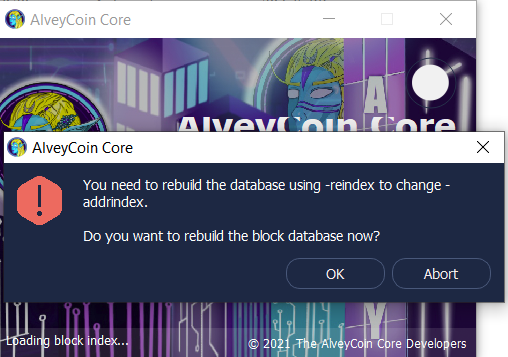 AlveyCoin Core
AlveyCoin Core
AlveyCoin Core
You need to rebuild the database using -reindex to change -
addrindex.
Do you want to rebuild the block database now?
OK
Abort
Loading block index...
© 2021 The AlveyCoin Core Developers